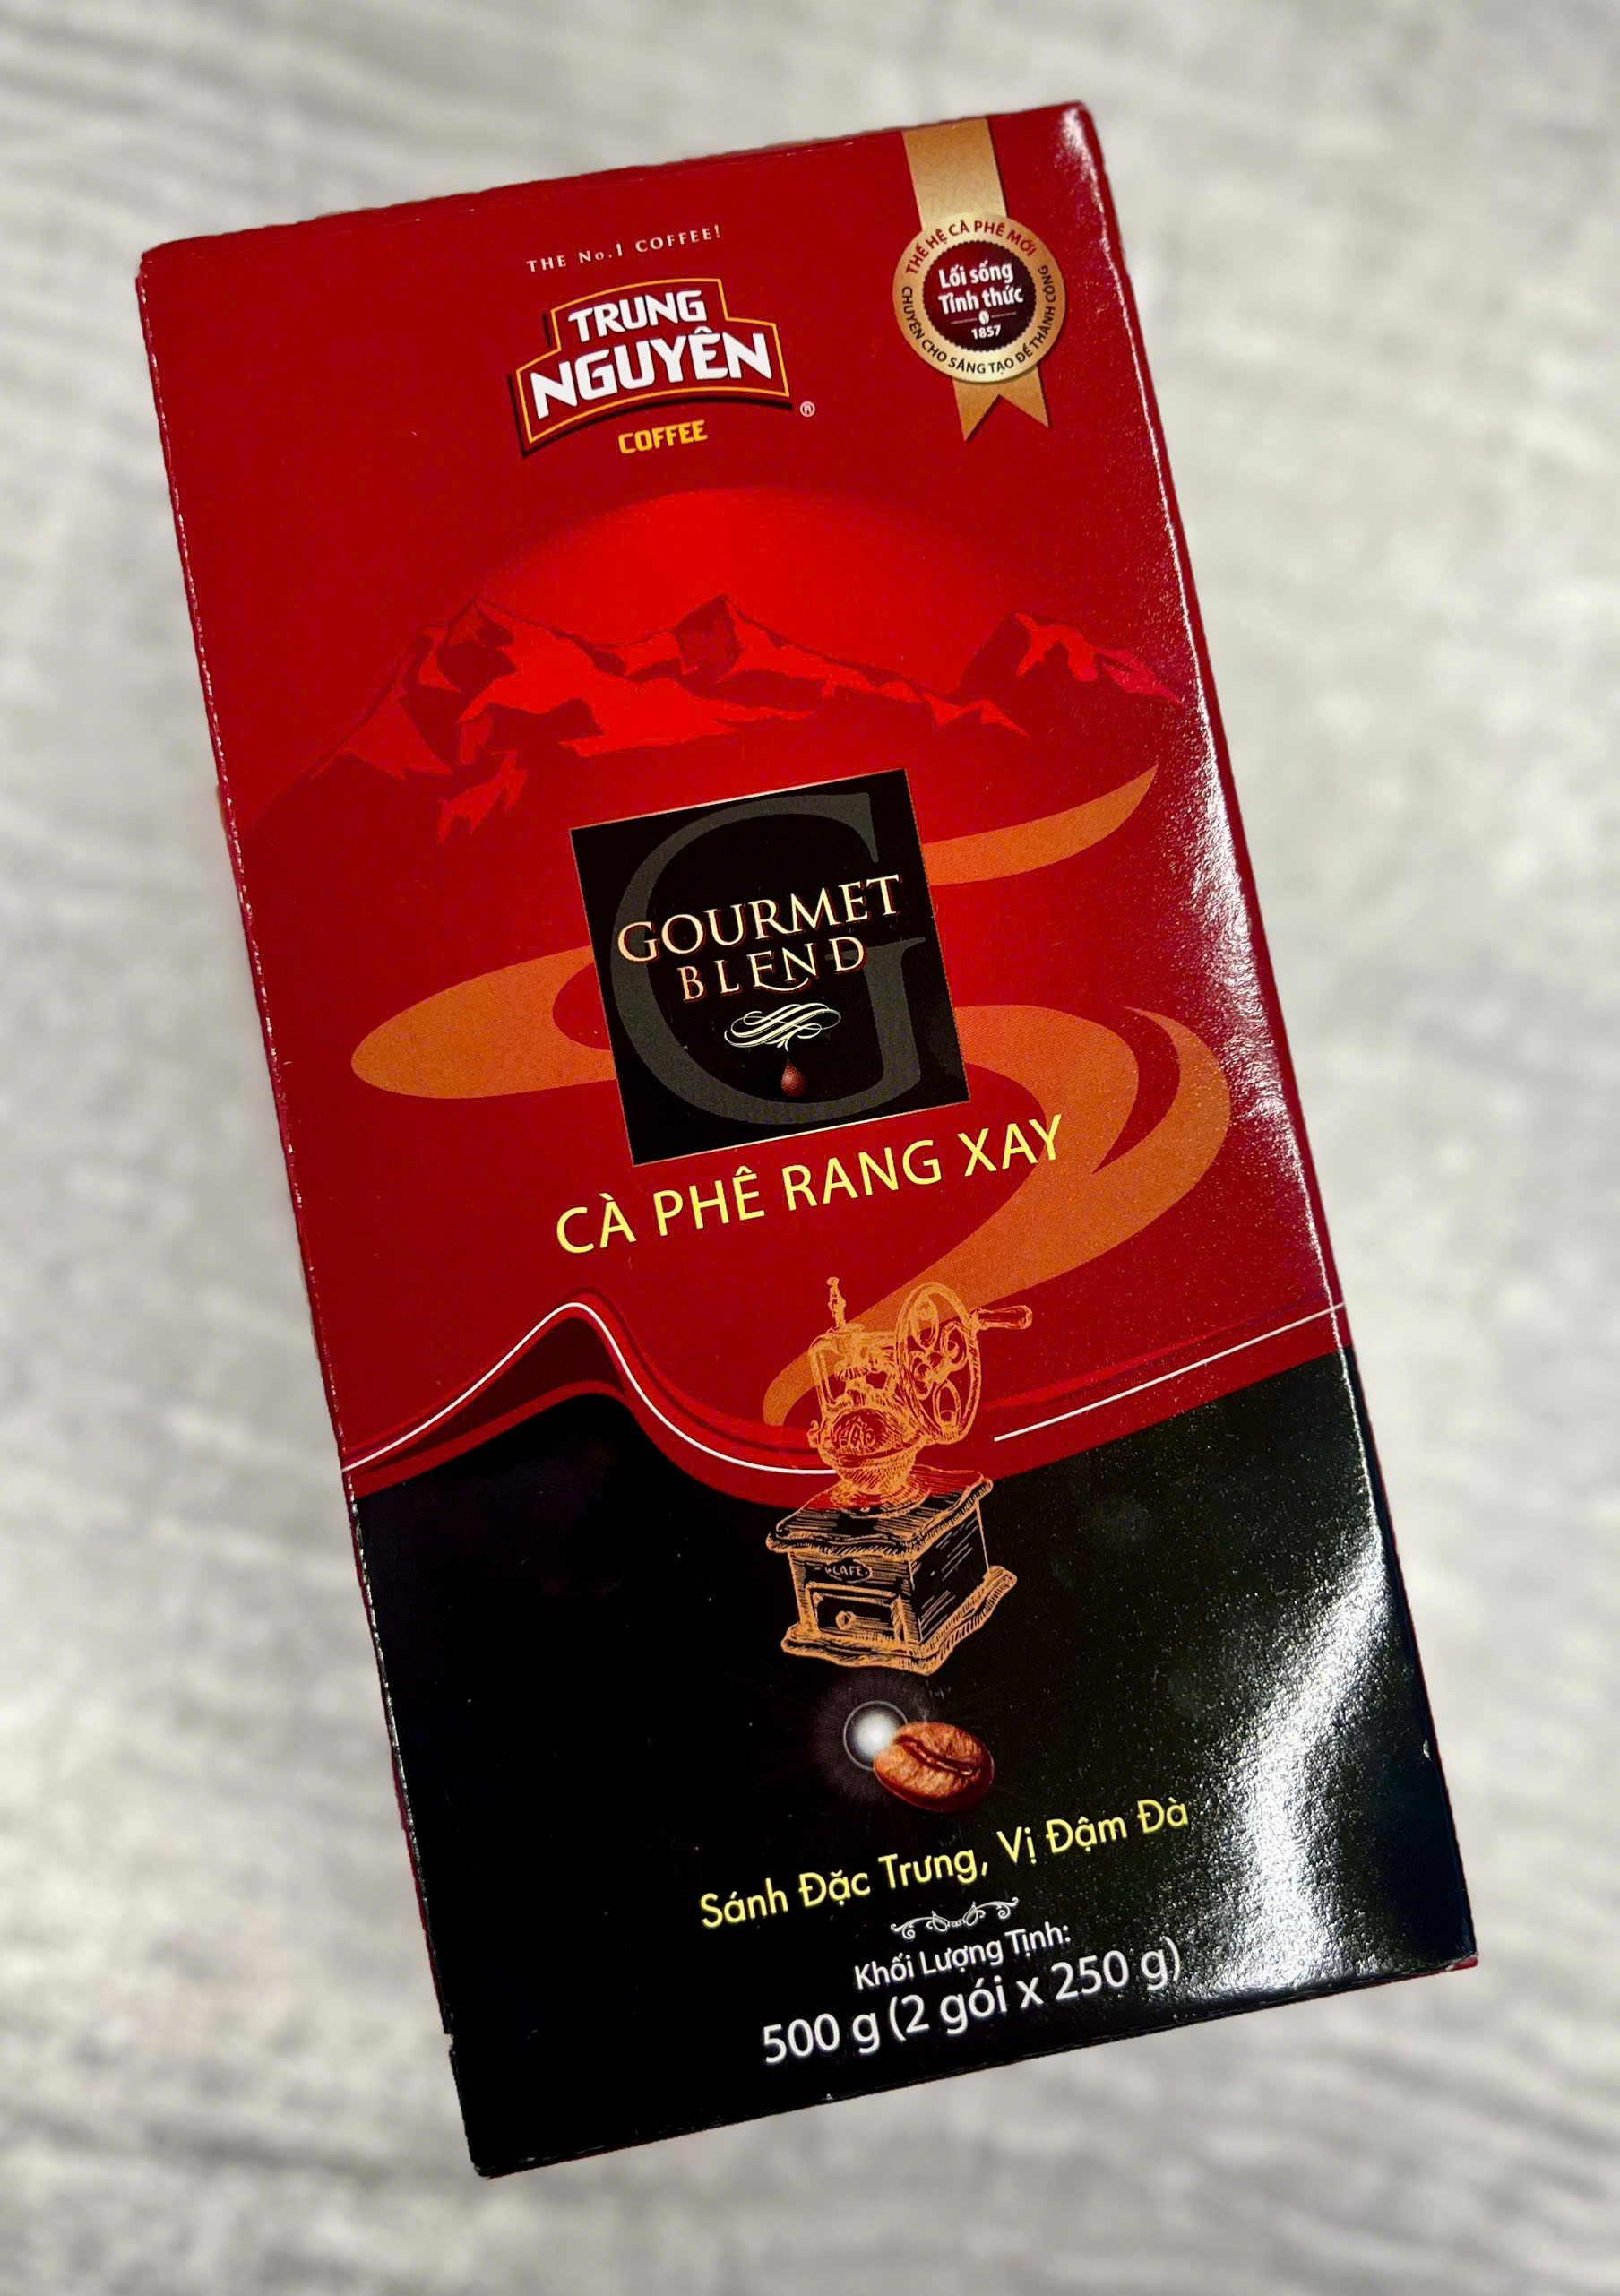 THE No.1 COFFEE!
TRUNG
NGUYÊN
®
COFFEE
THẾ HỆ CÀ PHÊ MỚI
Lối sống
Tỉnh thức
1857
CHUYÊN CHO SÁNG TẠO ĐỂ THÀNH CÔNG
G
GOURMET
BLEND
CÀ PHÊ RANG XAY
CAFE
Sánh Đặc Trưng, Vị Đậm Đà
Khối Lượng Tịnh:
500 g (2 gói x 250 g)